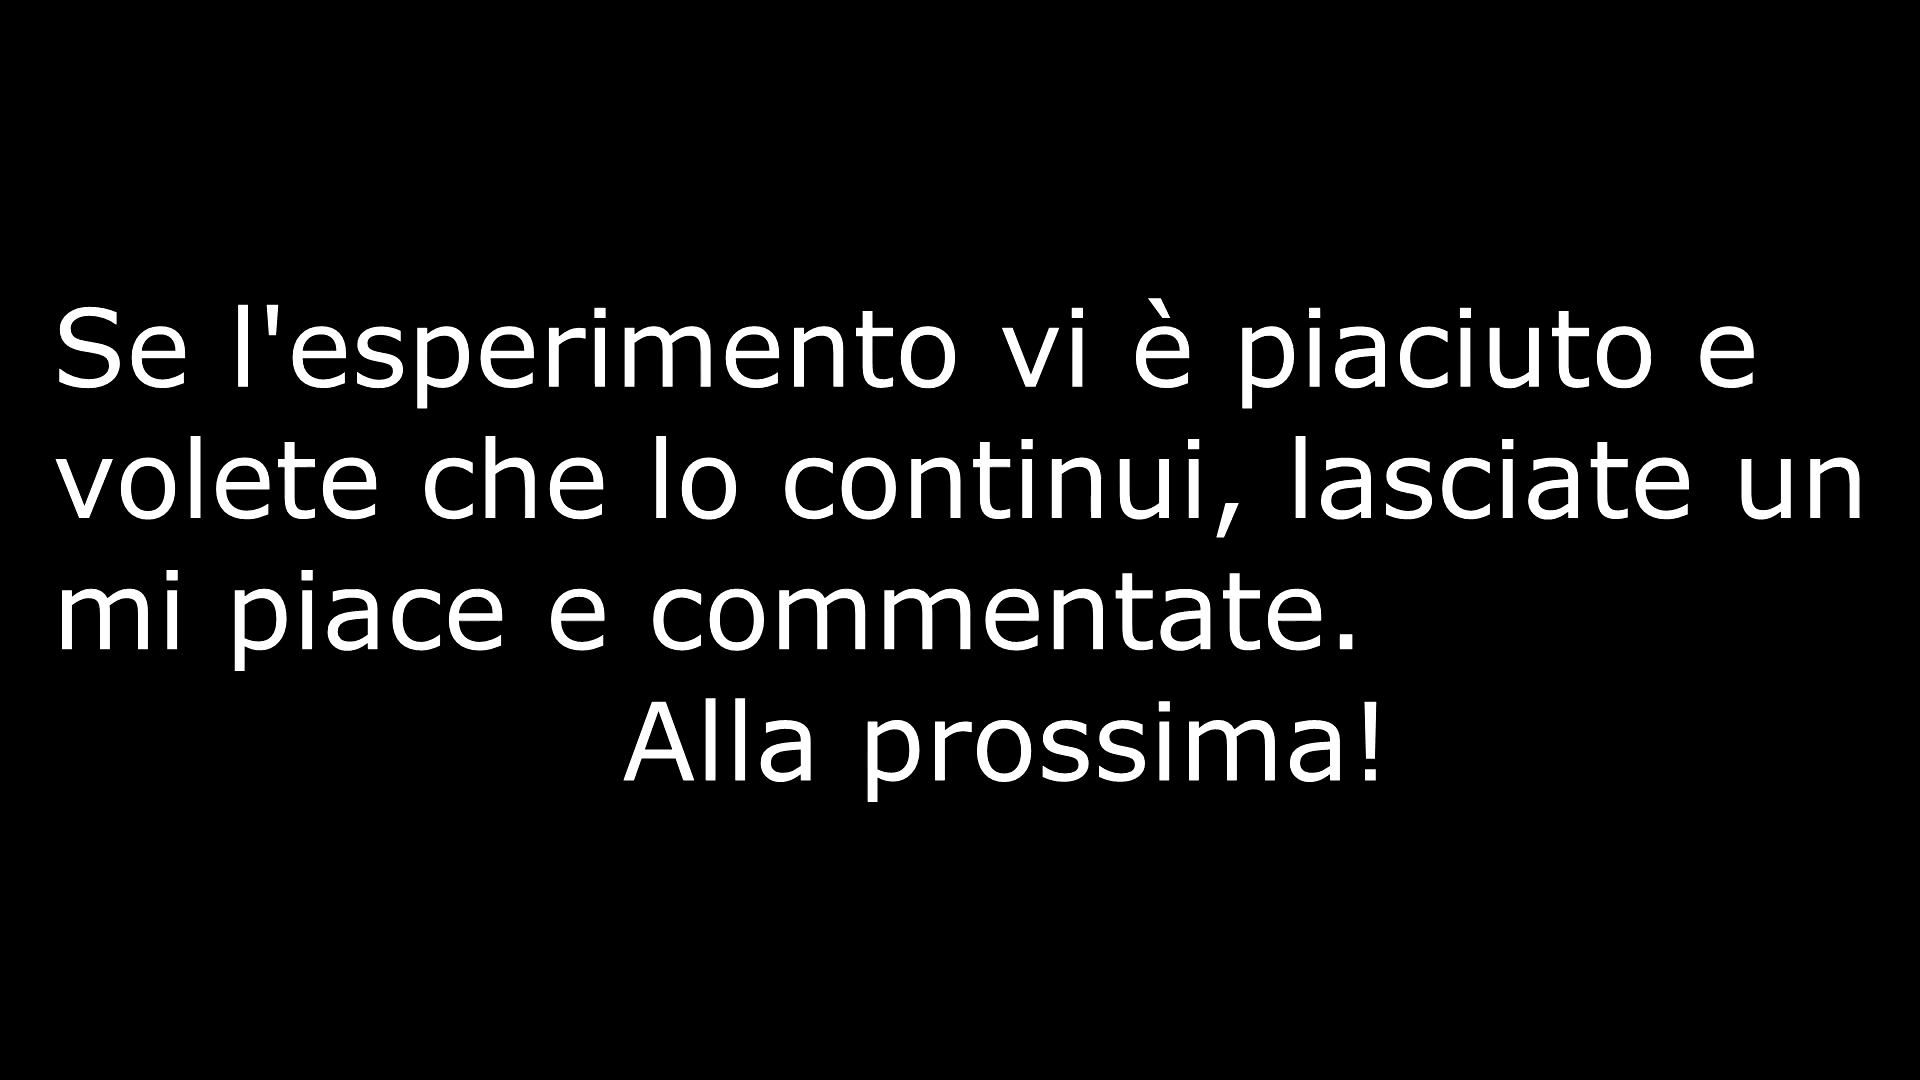 Se l'esperimento vi è piaciuto e
volete che lo continui, lasciate un
mi piace e commentate.
Alla prossima!